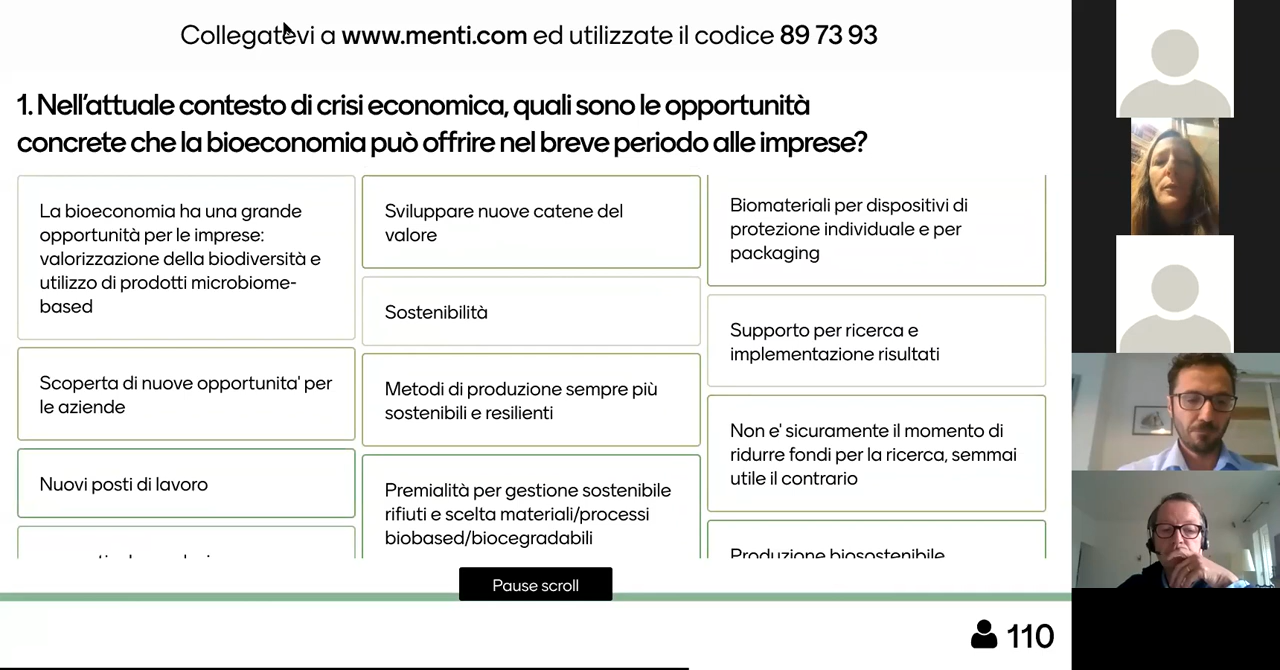 Collegatevi a www.menti.com ed utilizzate il codice 89 73 93
1. Nell'attuale contesto di crisi economica, quali sono le opportunità
concrete che la bioeconomia può offrire nel breve periodo alle imprese?
La bioeconomia ha una grande
opportunità per le imprese:
valorizzazione della biodiversità e
utilizzo di prodotti microbiome-
based
Scoperta di nuove opportunita' per
le aziende
Nuovi posti di lavoro
Sviluppare nuove catene del
valore
Sostenibilità
Metodi di produzione sempre più
sostenibili e resilienti
Premialità per gestione sostenibile
rifiuti e scelta materiali/processi
biobased/biocegradabili
Biomateriali per dispositivi di
protezione individuale e per
packaging
Supporto per ricerca e
implementazione risultati
Non e' sicuramente il momento di
ridurre fondi per la ricerca, semmai
utile il contrario
Produzione biosostenibile
Pause scroll
110